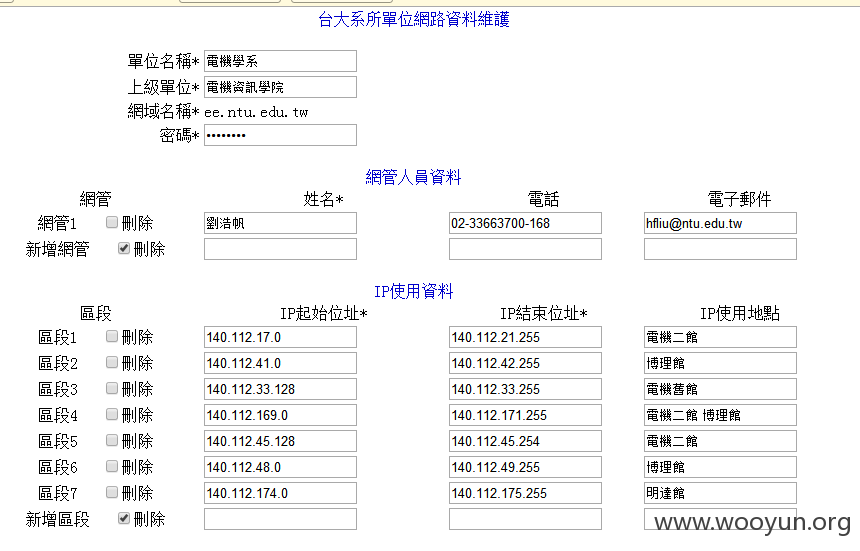 台大系所單位網路資料維護
單位名稱* 電機學系
上級單位* 電機資訊學院
網域名稱* ee.ntu.edu.tw
密碼* ••••••••
網管人員資料
網管 姓名* 電話 電子郵件
網管1 刪除 劉浩帆 02-33663700-168 hfliu@ntu.edu.tw
新增網管 刪除
IP使用資料
區段 IP起始位址* IP結束位址* IP使用地點
區段1 刪除 140.112.17.0 140.112.21.255 電機二館
區段2 刪除 140.112.41.0 140.112.42.255 博理館
區段3 刪除 140.112.33.128 140.112.33.255 電機舊館
區段4 刪除 140.112.169.0 140.112.171.255 電機二館 博理館
區段5 刪除 140.112.45.128 140.112.45.254 電機二館
區段6 刪除 140.112.48.0 140.112.49.255 博理館
區段7 刪除 140.112.174.0 140.112.175.255 明達館
新增區段 刪除
www.wooyun.org